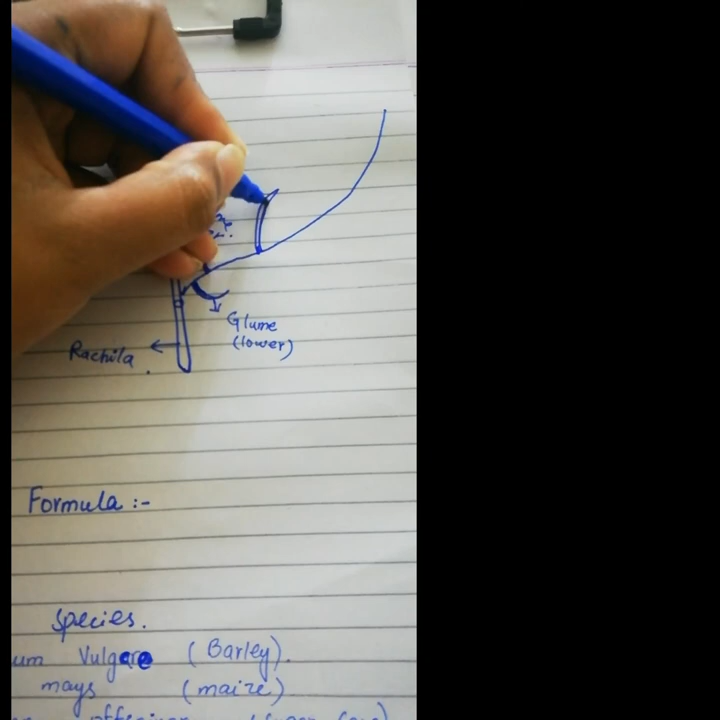 Glume
(lower)
Rachila
Formula :-
Species.
um Vulgare (Barley).
mays (maize)